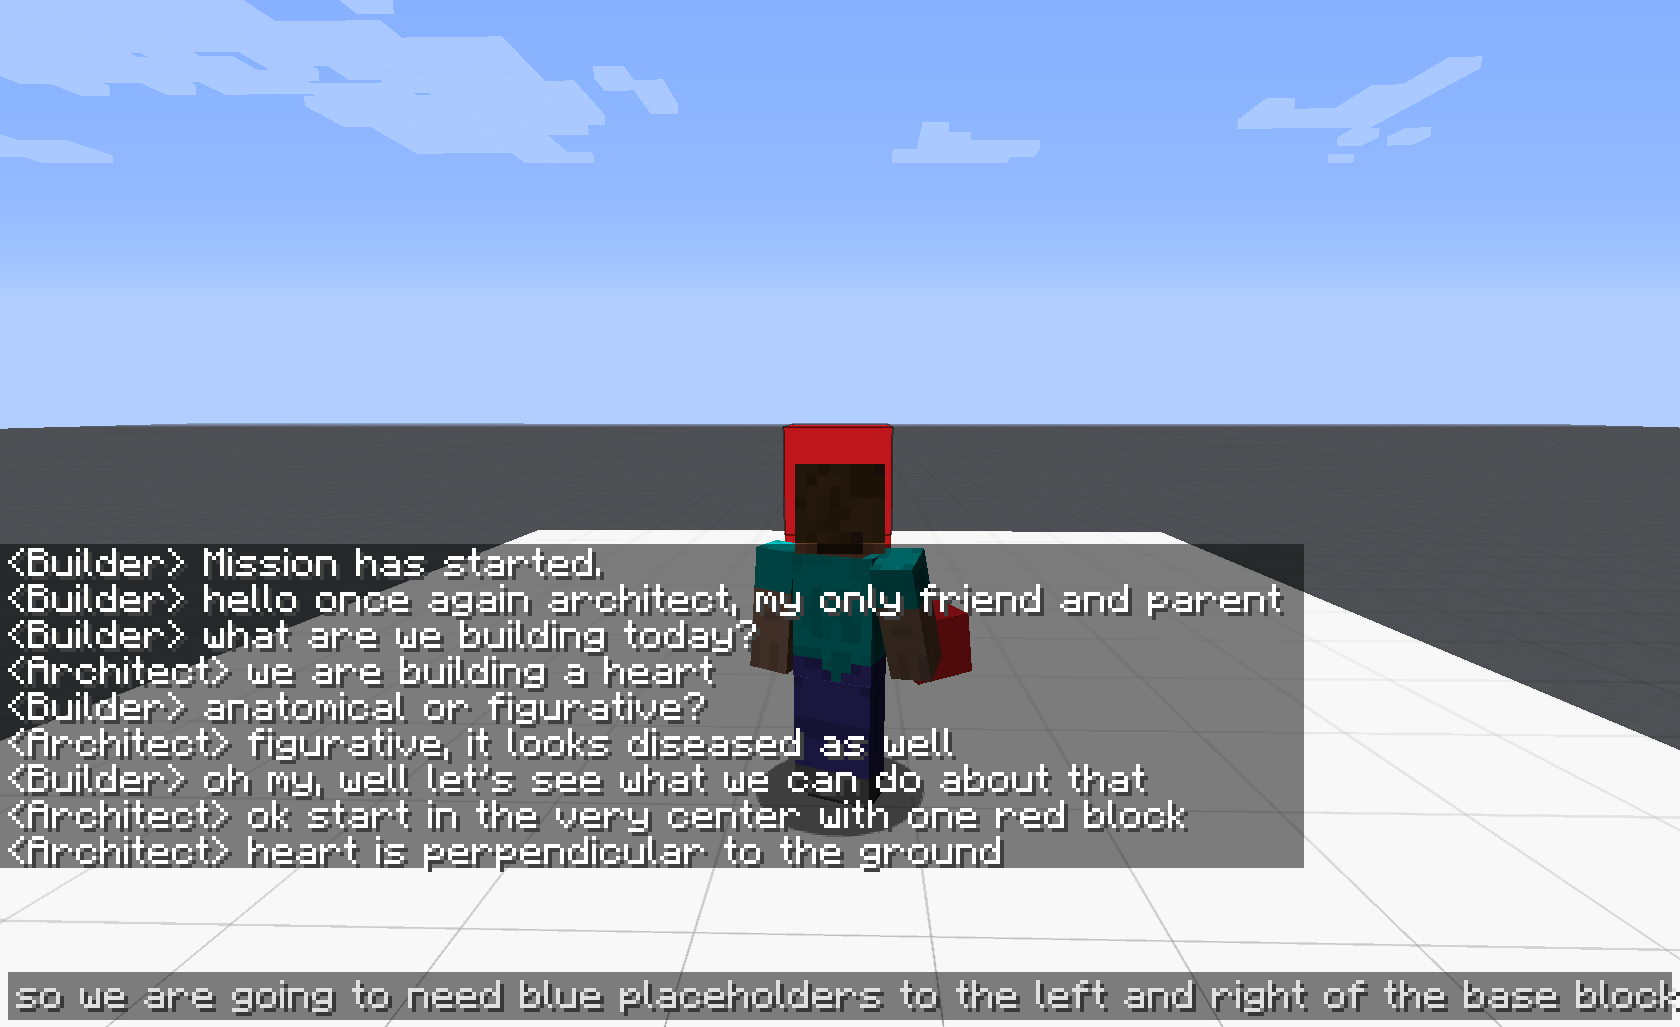 <Builder> Mission has started.
<Builder> hello once again architect, my only friend and parent
<Builder> what are we building today?
<Architect> we are building a heart
<Builder> anatomical or figurative?
<Architect> figurative, it looks diseased as well
<Builder> oh my, well let's see what we can do about that
<Architect> ok start in the very center with one red block
<Architect> heart is perpendicular to the ground
so we are going to need blue placeholders to the left and right of the base block